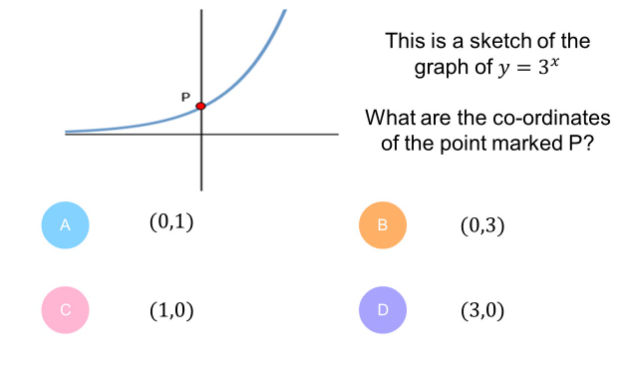 This is a sketch of the
graph of y = 3ˣ
P
What are the co-ordinates
of the point marked P?
A (0,1)
B (0,3)
C (1,0)
D (3,0)